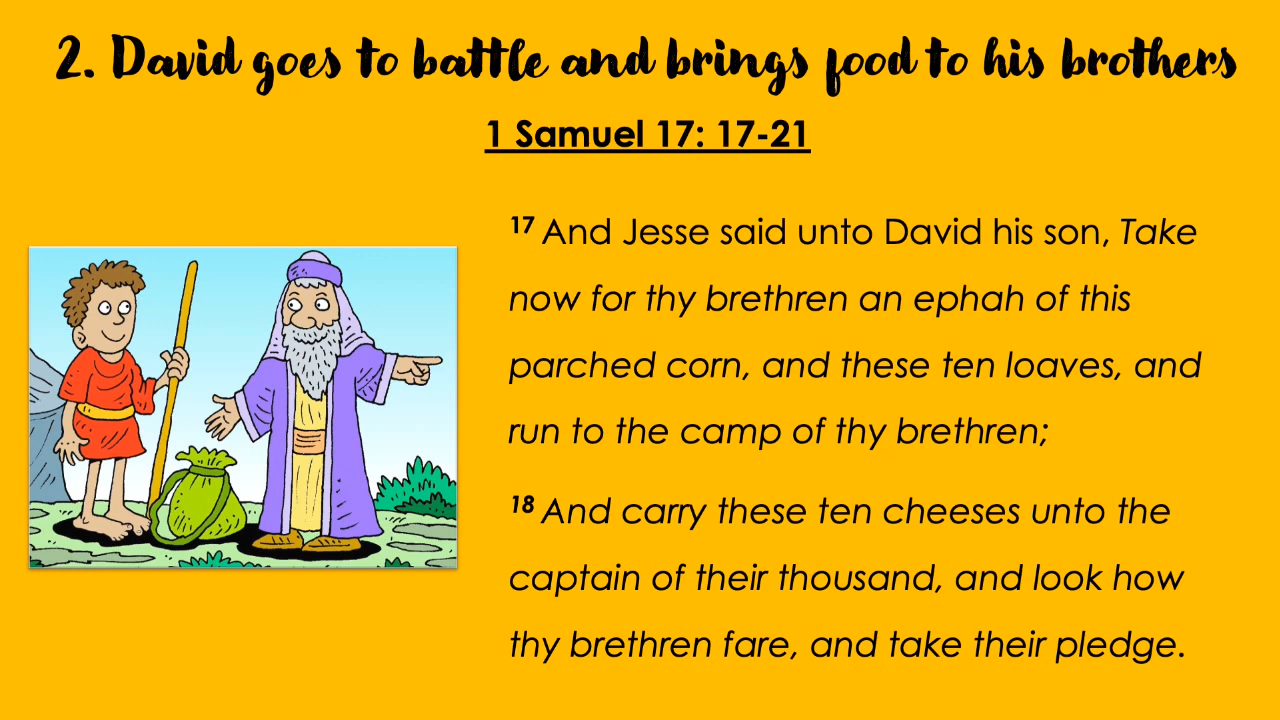 2. David goes to battle and brings food to his brothers
1 Samuel 17: 17-21
17 And Jesse said unto David his son, Take
now for thy brethren an ephah of this
parched corn, and these ten loaves, and
run to the camp of thy brethren;
18 And carry these ten cheeses unto the
captain of their thousand, and look how
thy brethren fare, and take their pledge.